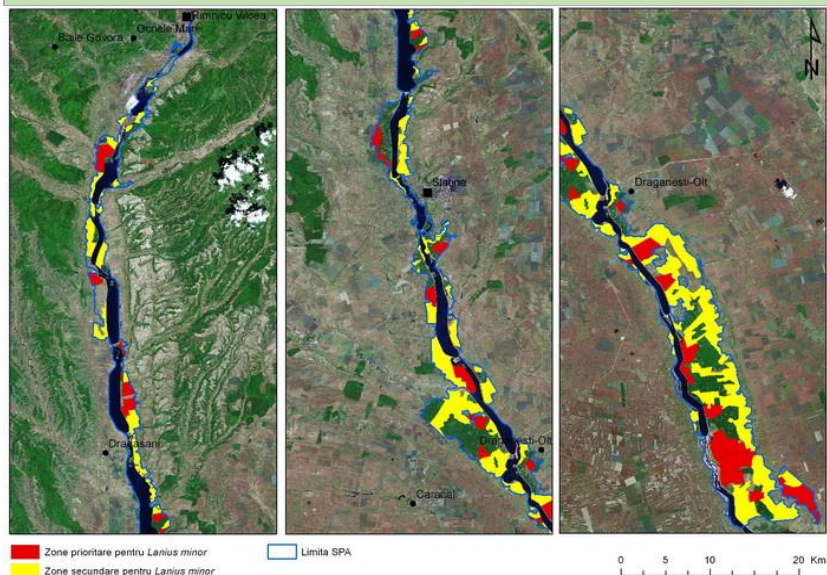 Rimnicu Vilcea
Ocnele Mari
Baile Govora
Dragasani
Slatina
Draganesti-Olt
Caracal
Draganesti-Olt
N
Zone prioritare pentru Lanius minor
Zone secundare pentru Lanius minor
Limita SPA
0 5 10 20 Km